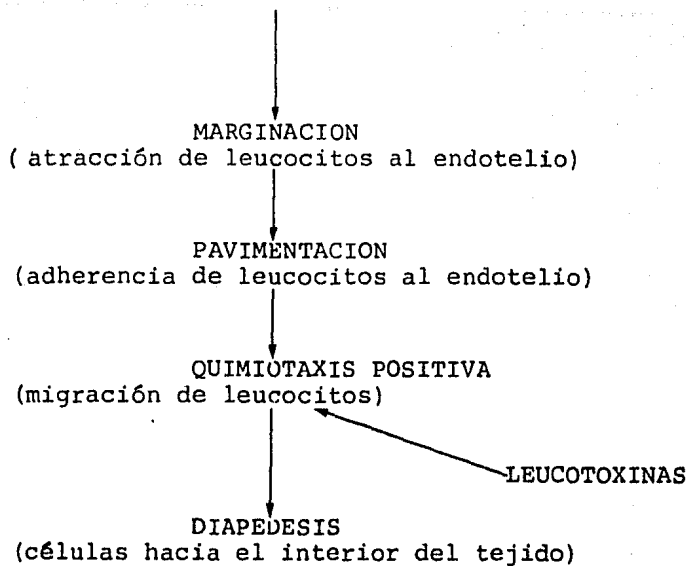 MARGINACION
( atracción de leucocitos al endotelio)
PAVIMENTACION
(adherencia de leucocitos al endotelio)
QUIMIOTAXIS POSITIVA
(migración de leucocitos)
LEUCOTOXINAS
DIAPEDESIS
(células hacia el interior del tejido)